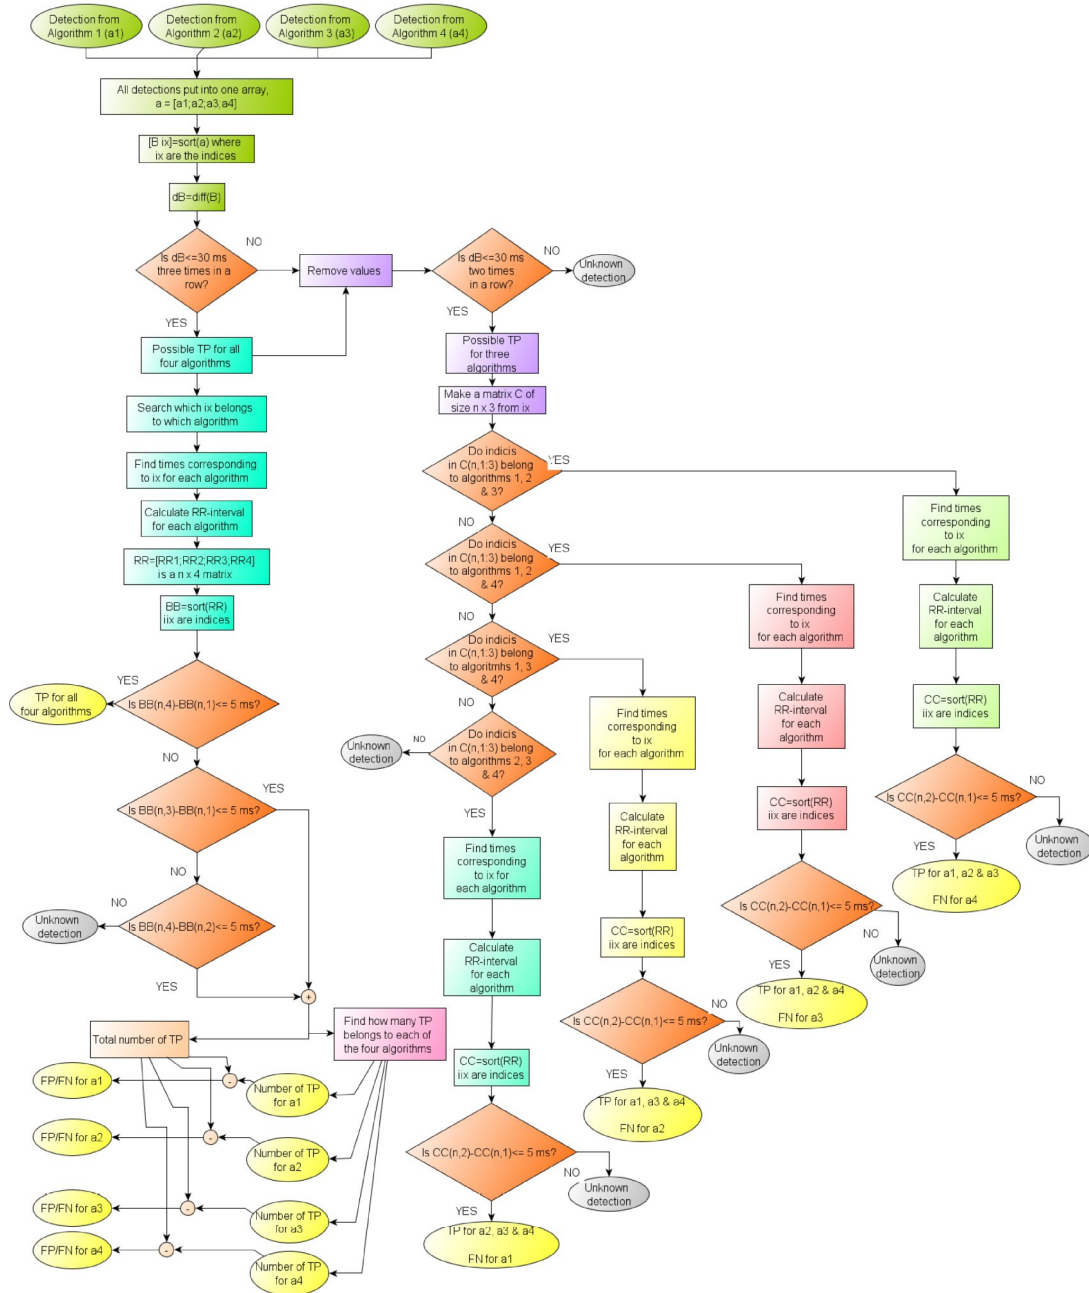 Detection from
Algorithm 1 (a1)
Detection from
Algorithm 2 (a2)
Detection from
Algorithm 3 (a3)
Detection from
Algorithm 4 (a4)
All detections put into one array,
a = [a1;a2;a3;a4]
[B ix]=sort(a) where
ix are the indices
dB=diff(B)
Is dB<=30 ms
three times in a
row?
NO
YES
Remove values
Is dB<=30 ms
two times
in a row?
NO
YES
Unknown
detection
Possible TP for all
four algorithms
Search which ix belongs
to which algorithm
Find times corresponding
to ix for each algorithm
Calculate RR-interval
for each algorithm
RR=[RR1;RR2;RR3;RR4]
is a n x 4 matrix
BB=sort(RR)
iix are indices
Is BB(n,4)-BB(n,1)<= 5 ms?
YES
TP for all
four algorithms
NO
Is BB(n,3)-BB(n,1)<= 5 ms?
YES
NO
Is BB(n,4)-BB(n,2)<= 5 ms?
NO
Unknown
detection
YES
+
Total number of TP
Find how many TP
belongs to each of
the four algorithms
FP/FN for a1
-
Number of TP
for a1
FP/FN for a2
-
Number of TP
for a2
FP/FN for a3
-
Number of TP
for a3
FP/FN for a4
-
Number of TP
for a4
Possible TP
for three
algorithms
Make a matrix C of
size n x 3 from ix
Do indicis
in C(n,1:3) belong
to algorithms 1, 2
& 3?
YES
NO
Do indicis
in C(n,1:3) belong
to algorithms 1, 2
& 4?
YES
NO
Do indicis
in C(n,1:3) belong
to algoritmhs 1, 3
& 4?
YES
NO
Do indicis
in C(n,1:3) belong
to algorithms 2, 3
& 4?
NO
Unknown
detection
YES
Find times
corresponding
to ix for
each algorithm
Calculate
RR-interval
for each
algorithm
CC=sort(RR)
iix are indices
Is CC(n,2)-CC(n,1)<= 5 ms?
NO
Unknown
detection
YES
TP for a2, a3 & a4
FN for a1
Find times
corresponding
to ix
for each algorithm
Calculate
RR-interval
for each
algorithm
CC=sort(RR)
iix are indices
Is CC(n,2)-CC(n,1)<= 5 ms?
NO
Unknown
detection
YES
TP for a1, a3 & a4
FN for a2
Find times
corresponding
to ix
for each algorithm
Calculate
RR-interval
for each
algorithm
CC=sort(RR)
iix are indices
Is CC(n,2)-CC(n,1)<= 5 ms?
NO
Unknown
detection
YES
TP for a1, a2 & a4
FN for a3
Find times
corresponding
to ix
for each algorithm
Calculate
RR-interval
for each
algorithm
CC=sort(RR)
iix are indices
Is CC(n,2)-CC(n,1)<= 5 ms?
NO
Unknown
detection
YES
TP for a1, a2 & a3
FN for a4